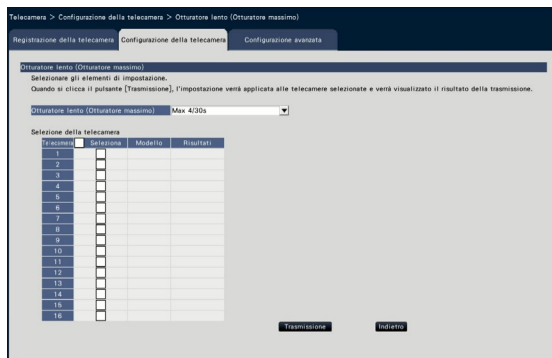 Telecamera > Configurazione della telecamera > Otturatore lento (Otturatore massimo)
Registrazione della telecamera Configurazione della telecamera Configurazione avanzata
Otturatore lento (Otturatore massimo)
Selezionare gli elementi di impostazione.
Quando si clicca il pulsante [Trasmissione], l'impostazione verrà applicata alle telecamere selezionate e verrà visualizzato il risultato della trasmissione.
Otturatore lento (Otturatore massimo) Max 4/30s
Selezione della telecamera
Telecamera Seleziona Modello Risultati
1
2
3
4
5
6
7
8
9
10
11
12
13
14
15
16
Trasmissione Indietro